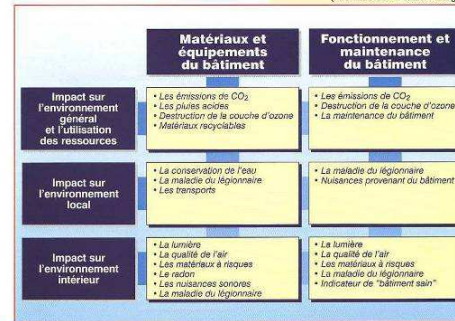 Matériaux et
équipements
du bâtiment
Fonctionnement et
maintenance
du bâtiment
Impact sur
l'environnement
général
et l'utilisation
des ressources
• Les émissions de CO2
• Les pluies acides
• Destruction de la couche d'ozone
• Matériaux recyclables
• Les émissions de CO2
• Destruction de la couche d'ozone
• La maintenance du bâtiment
Impact sur
l'environnement
local
• La conservation de l'eau
• La maladie du légionnaire
• Les transports
• La maladie du légionnaire
• Nuisances provenant du bâtiment
Impact sur
l'environnement
intérieur
• La lumière
• La qualité de l'air
• Les matériaux à risques
• Le radon
• Les nuisances sonores
• La maladie du légionnaire
• La lumière
• La qualité de l'air
• Les matériaux à risques
• La maladie du légionnaire
• Indicateur de "bâtiment sain"